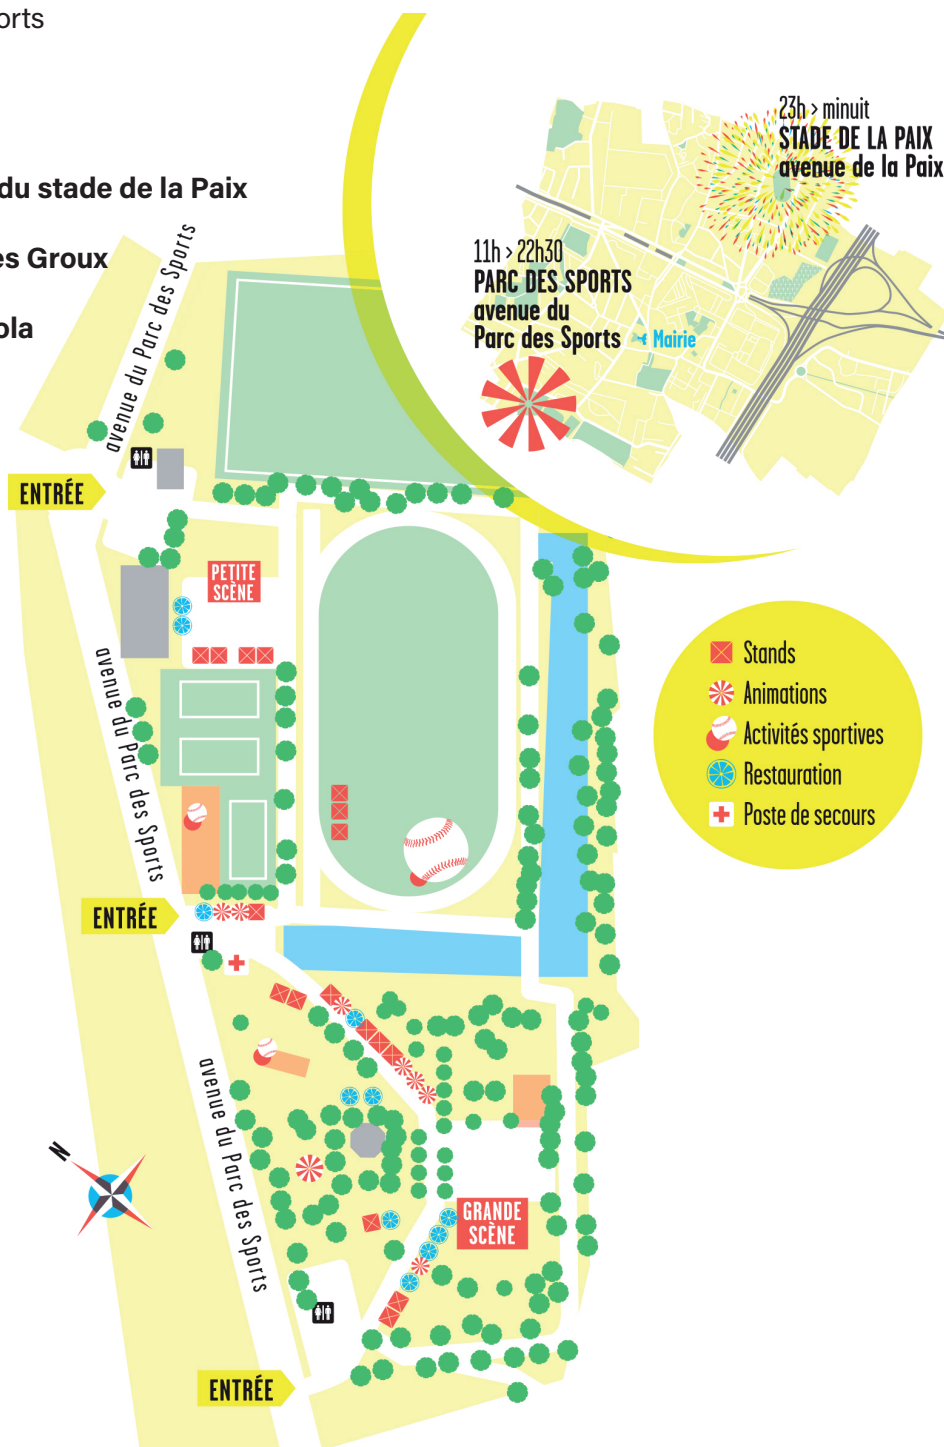 orts
du stade de la Paix
es Groux
ola
23h > minuit
STADE DE LA PAIX
avenue de la Paix
11h > 22h30
PARC DES SPORTS
avenue du
Parc des Sports
Mairie
avenue du Parc des Sports
ENTRÉE
PETITE
SCÈNE
Stands
Animations
Activités sportives
Restauration
Poste de secours
avenue du Parc des Sports
ENTRÉE
avenue du Parc des Sports
N
GRANDE
SCÈNE
ENTRÉE